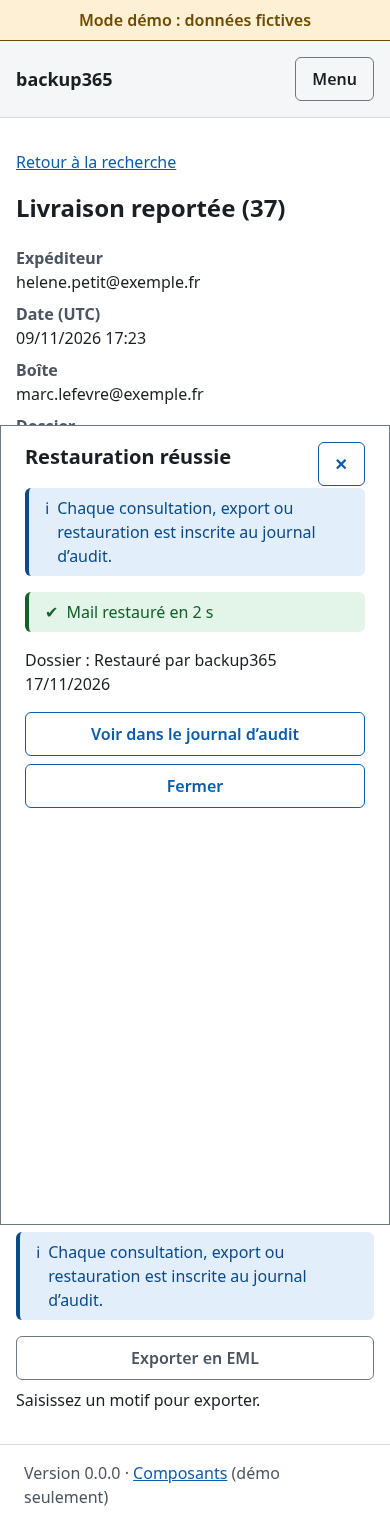 Mode démo : données fictives
backup365
Menu
Retour à la recherche
Livraison reportée (37)
Expéditeur
helene.petit@exemple.fr
Date (UTC)
09/11/2026 17:23
Boîte
marc.lefevre@exemple.fr
Dossier
Restauration réussie
✕
i Chaque consultation, export ou
restauration est inscrite au journal
d’audit.
✔ Mail restauré en 2 s
Dossier : Restauré par backup365
17/11/2026
Voir dans le journal d’audit
Fermer
i Chaque consultation, export ou
restauration est inscrite au journal
d’audit.
Exporter en EML
Saisissez un motif pour exporter.
Version 0.0.0 · Composants (démo
seulement)